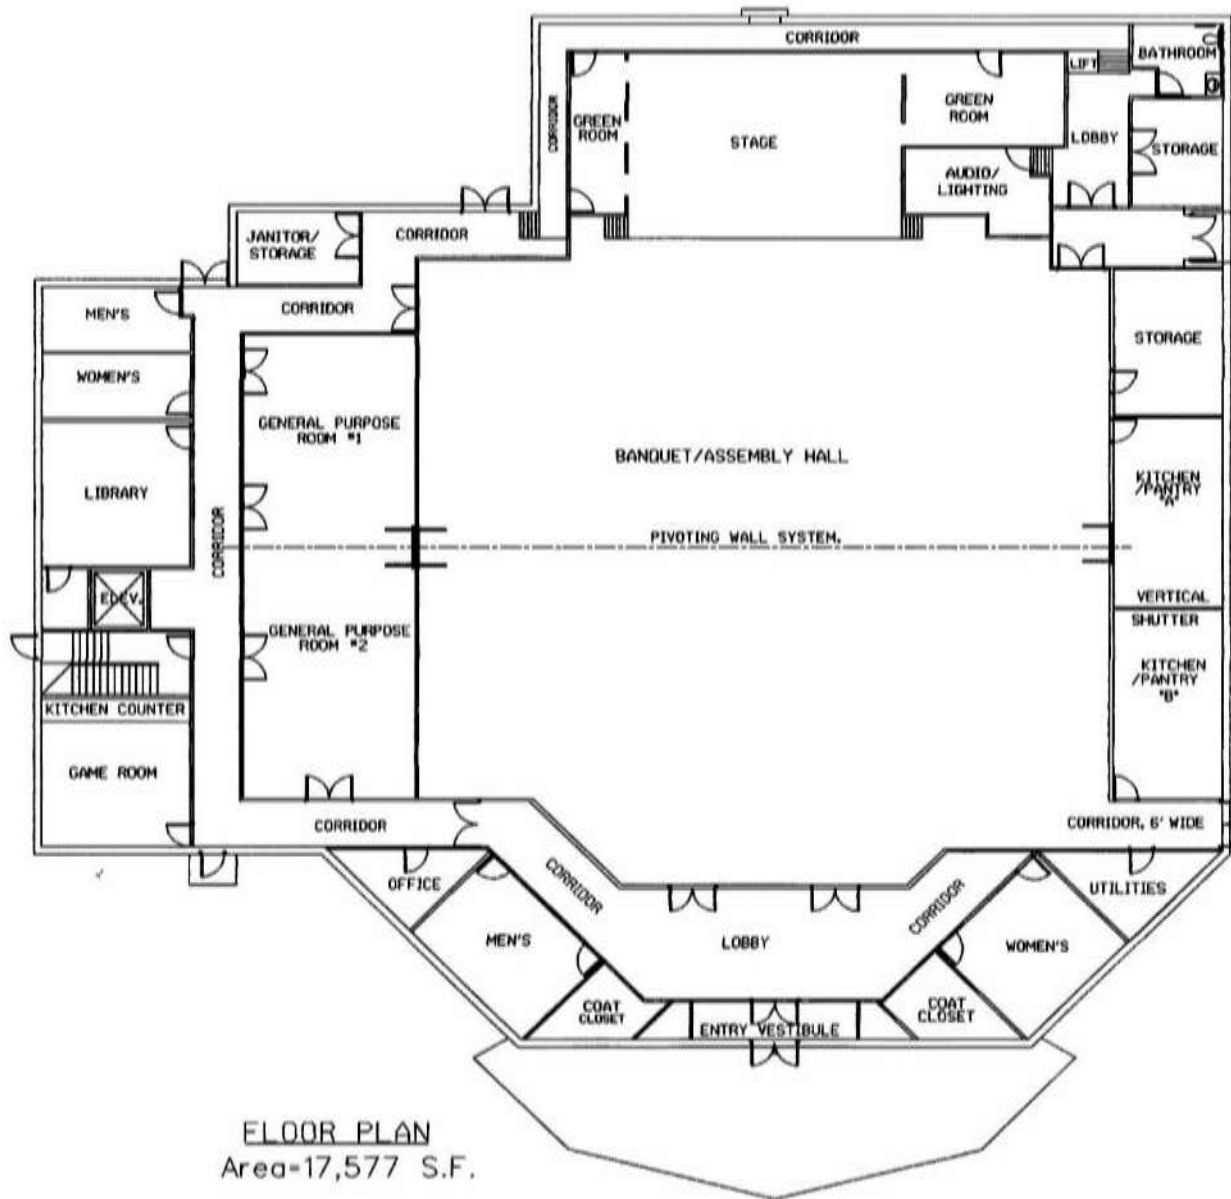 CORRIDOR
BATHROOM
LIFT
GREEN
ROOM
CORRIDOR
GREEN
ROOM
STAGE
LOBBY
STORAGE
AUDIO/
LIGHTING
JANITOR/
STORAGE
CORRIDOR
CORRIDOR
MEN'S
WOMEN'S
STORAGE
GENERAL PURPOSE
ROOM #1
BANQUET/ASSEMBLY HALL
LIBRARY
KITCHEN
/PANTRY
"A"
CORRIDOR
PIVOTING WALL SYSTEM.
ELEV.
VERTICAL
SHUTTER
GENERAL PURPOSE
ROOM #2
KITCHEN
/PANTRY
"B"
KITCHEN COUNTER
GAME ROOM
CORRIDOR
CORRIDOR, 6' WIDE
OFFICE
CORRIDOR
CORRIDOR
UTILITIES
MEN'S
LOBBY
WOMEN'S
COAT
CLOSET
ENTRY VESTIBULE
COAT
CLOSET
FLOOR PLAN
Area=17,577 S.F.